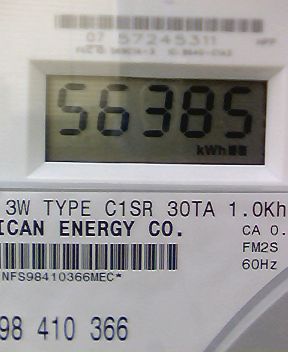 07 57245311
56385
kWh
3W TYPE C1SR 30TA 1.0Kh
ICAN ENERGY CO.
CA 0.
FM2S
60Hz
NFS98410366MEC*
98 410 366